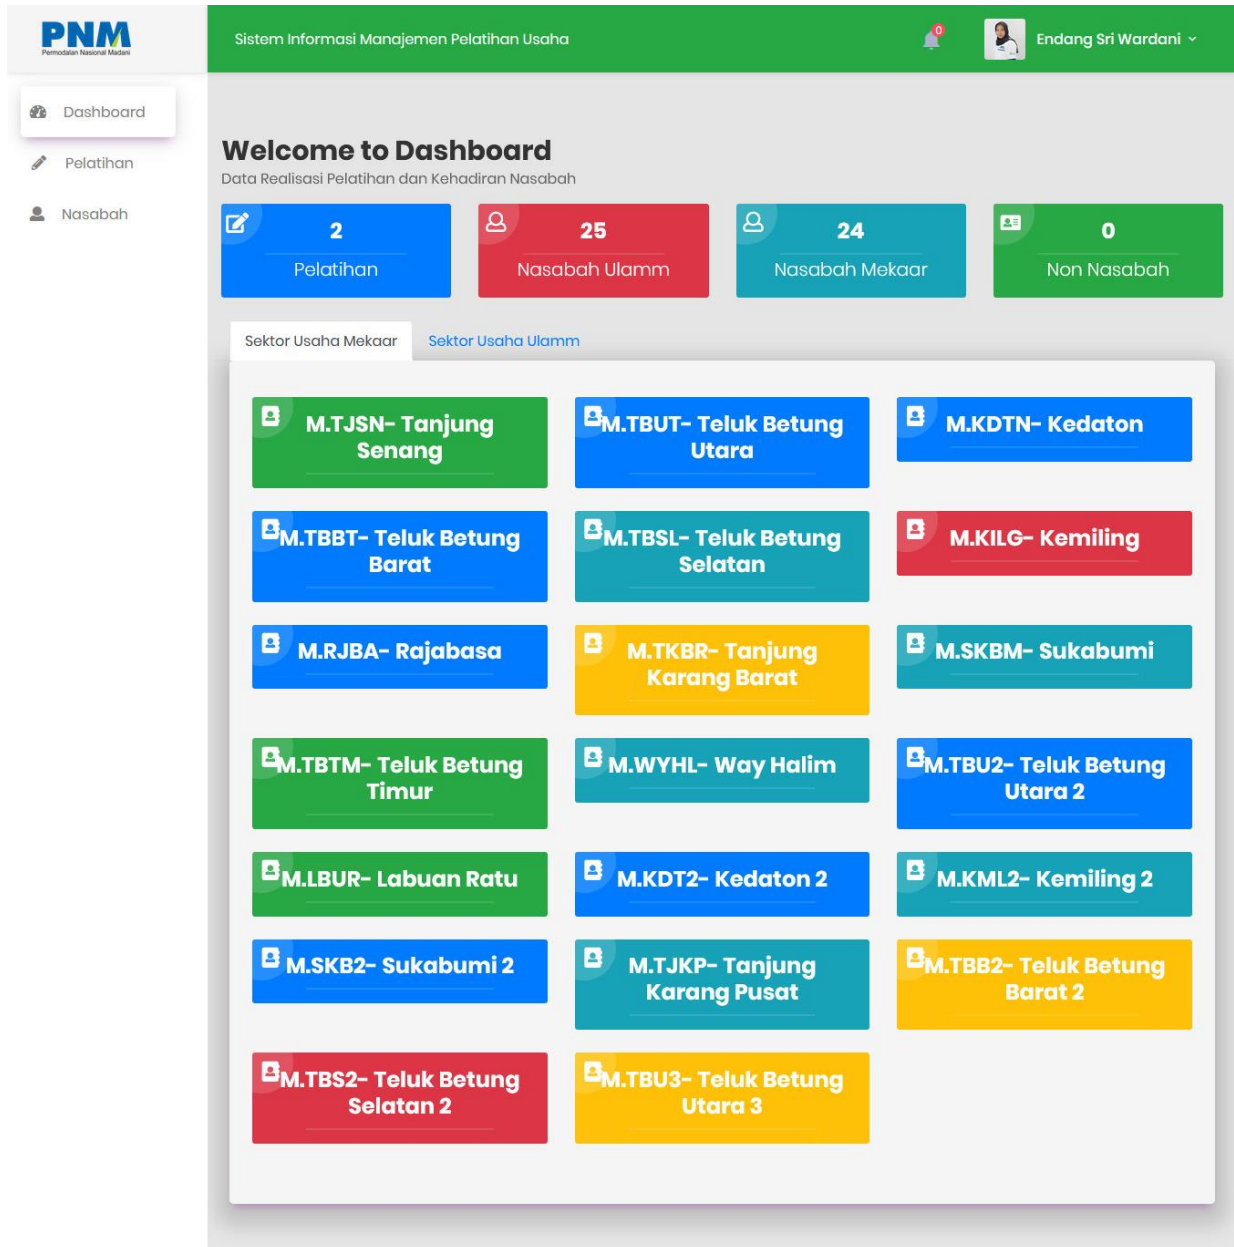 PNM
Permodalan Nasional Madani
Sistem Informasi Manajemen Pelatihan Usaha
0
Endang Sri Wardani
Dashboard
Pelatihan
Nasabah
Welcome to Dashboard
Data Realisasi Pelatihan dan Kehadiran Nasabah
2
Pelatihan
25
Nasabah Ulamm
24
Nasabah Mekaar
0
Non Nasabah
Sektor Usaha Mekaar
Sektor Usaha Ulamm
M.TJSN- Tanjung
Senang
M.TBUT- Teluk Betung
Utara
M.KDTN- Kedaton
M.TBBT- Teluk Betung
Barat
M.TBSL- Teluk Betung
Selatan
M.KILG- Kemiling
M.RJBA- Rajabasa
M.TKBR- Tanjung
Karang Barat
M.SKBM- Sukabumi
M.TBTM- Teluk Betung
Timur
M.WYHL- Way Halim
M.TBU2- Teluk Betung
Utara 2
M.LBUR- Labuan Ratu
M.KDT2- Kedaton 2
M.KML2- Kemiling 2
M.SKB2- Sukabumi 2
M.TJKP- Tanjung
Karang Pusat
M.TBB2- Teluk Betung
Barat 2
M.TBS2- Teluk Betung
Selatan 2
M.TBU3- Teluk Betung
Utara 3